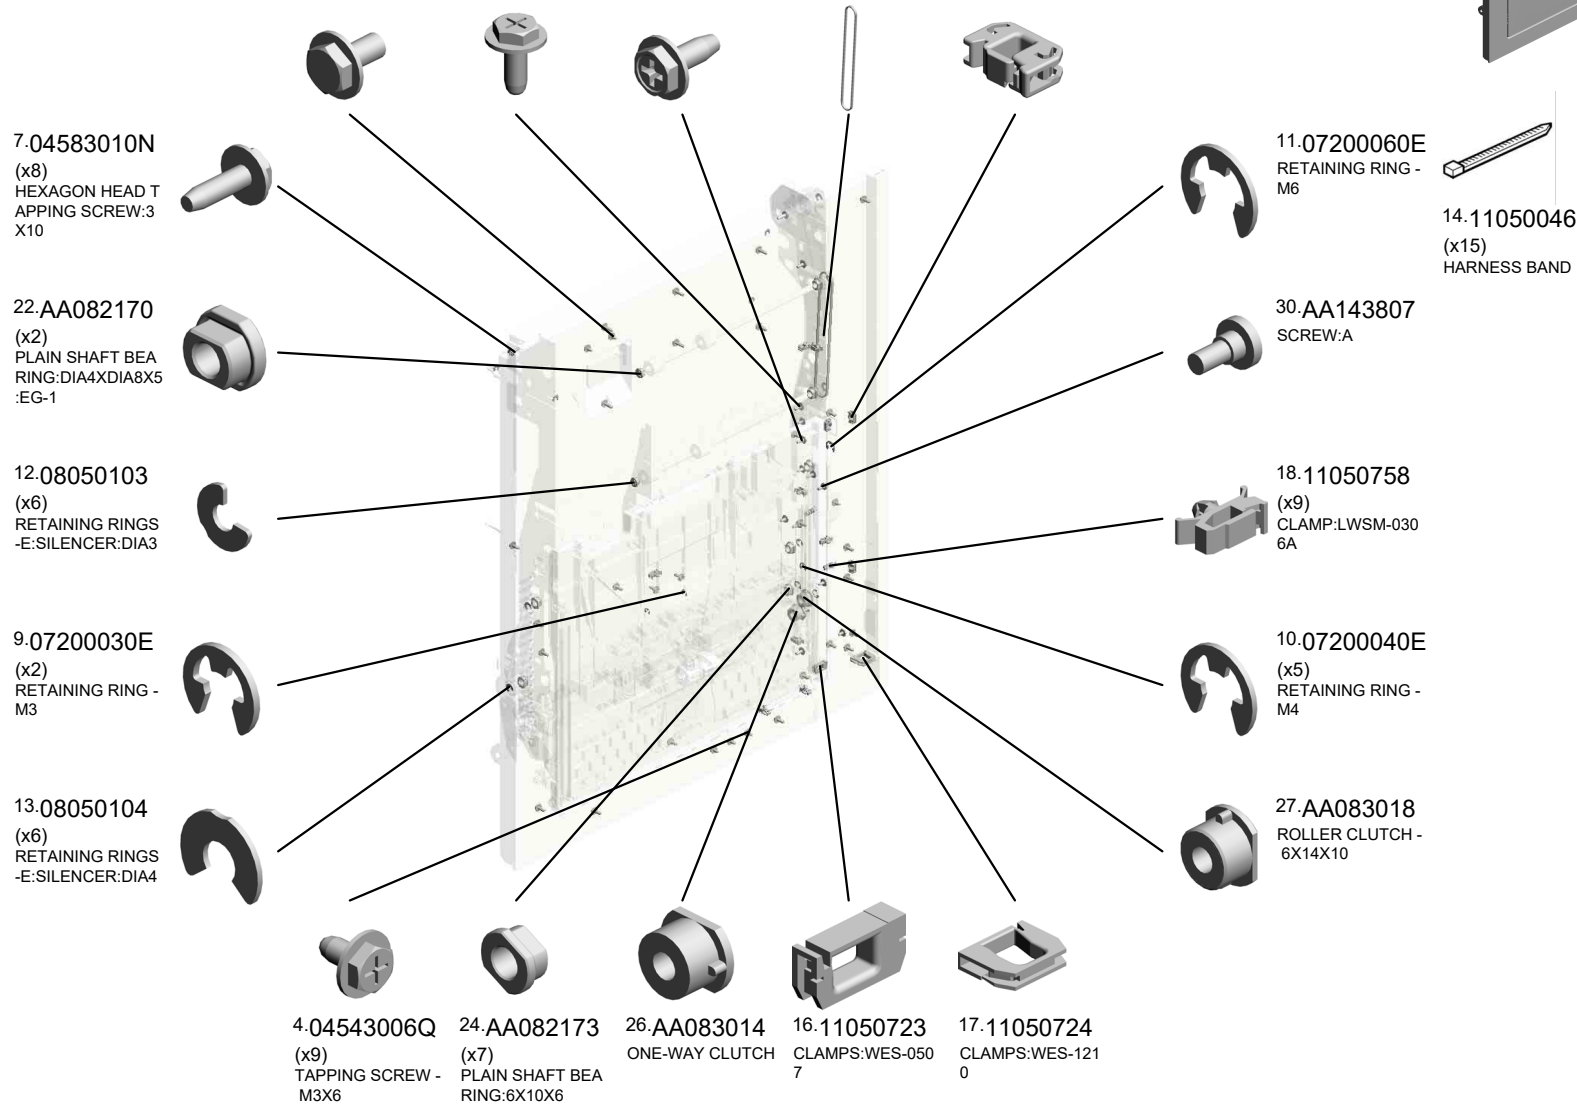 7.04583010N
(x8)
HEXAGON HEAD T
APPING SCREW:3
X10
22.AA082170
(x2)
PLAIN SHAFT BEA
RING:DIA4XDIA8X5
:EG-1
12.08050103
(x6)
RETAINING RINGS
-E:SILENCER:DIA3
9.07200030E
(x2)
RETAINING RING -
M3
13.08050104
(x6)
RETAINING RINGS
-E:SILENCER:DIA4
11.07200060E
RETAINING RING -
M6
14.11050046
(x15)
HARNESS BAND
30.AA143807
SCREW:A
18.11050758
(x9)
CLAMP:LWSM-030
6A
10.07200040E
(x5)
RETAINING RING -
M4
27.AA083018
ROLLER CLUTCH -
6X14X10
4.04543006Q
(x9)
TAPPING SCREW -
M3X6
24.AA082173
(x7)
PLAIN SHAFT BEA
RING:6X10X6
26.AA083014
ONE-WAY CLUTCH
16.11050723
CLAMPS:WES-050
7
17.11050724
CLAMPS:WES-121
0